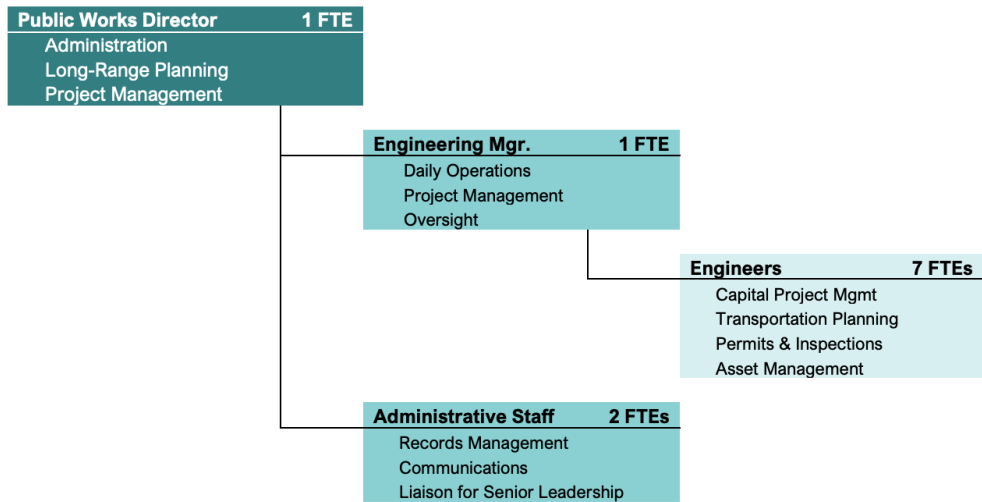 Public Works Director 1 FTE
Administration
Long-Range Planning
Project Management
Engineering Mgr. 1 FTE
Daily Operations
Project Management
Oversight
Engineers 7 FTEs
Capital Project Mgmt
Transportation Planning
Permits & Inspections
Asset Management
Administrative Staff 2 FTEs
Records Management
Communications
Liaison for Senior Leadership